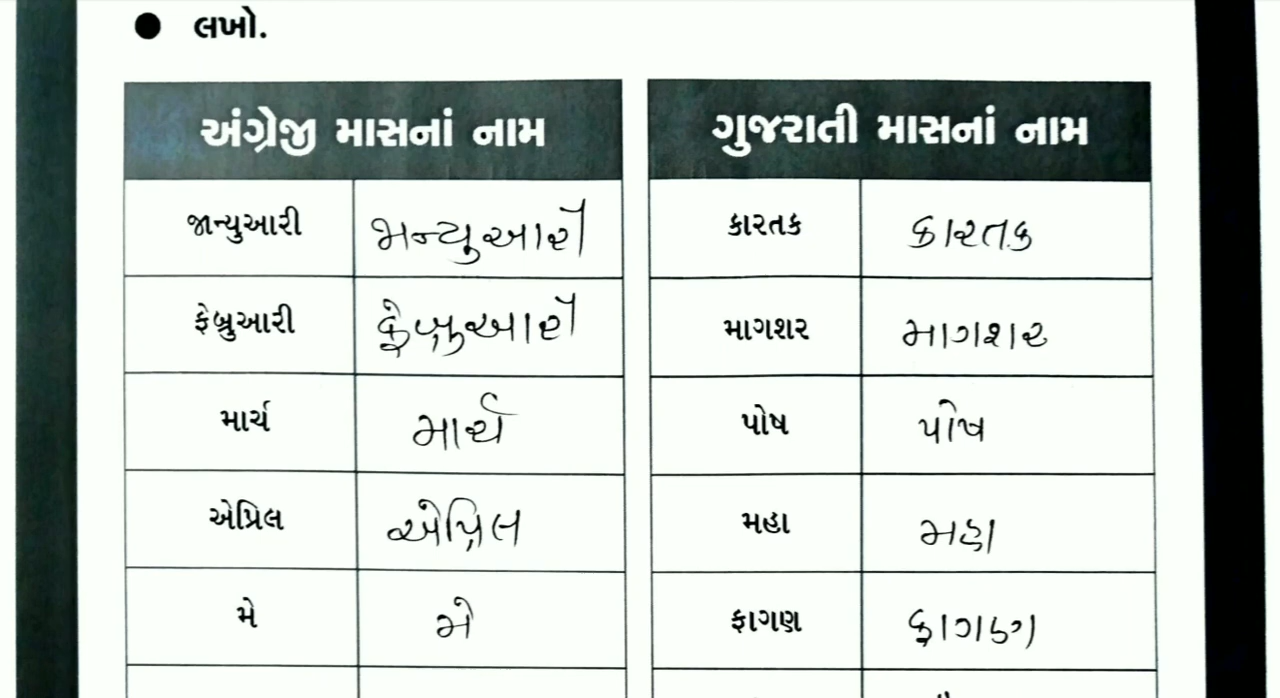 ● લખો.
અંગ્રેજી માસનાં નામ ગુજરાતી માસનાં નામ
જાન્યુઆરી જાન્યુઆરી કારતક કારતક
ફેબ્રુઆરી ફેબ્રુઆરી માગશર માગશર
માર્ચ માર્ચ પોષ પોષ
એપ્રિલ એપ્રિલ મહા મહા
મે મે ફાગણ ફાગણ